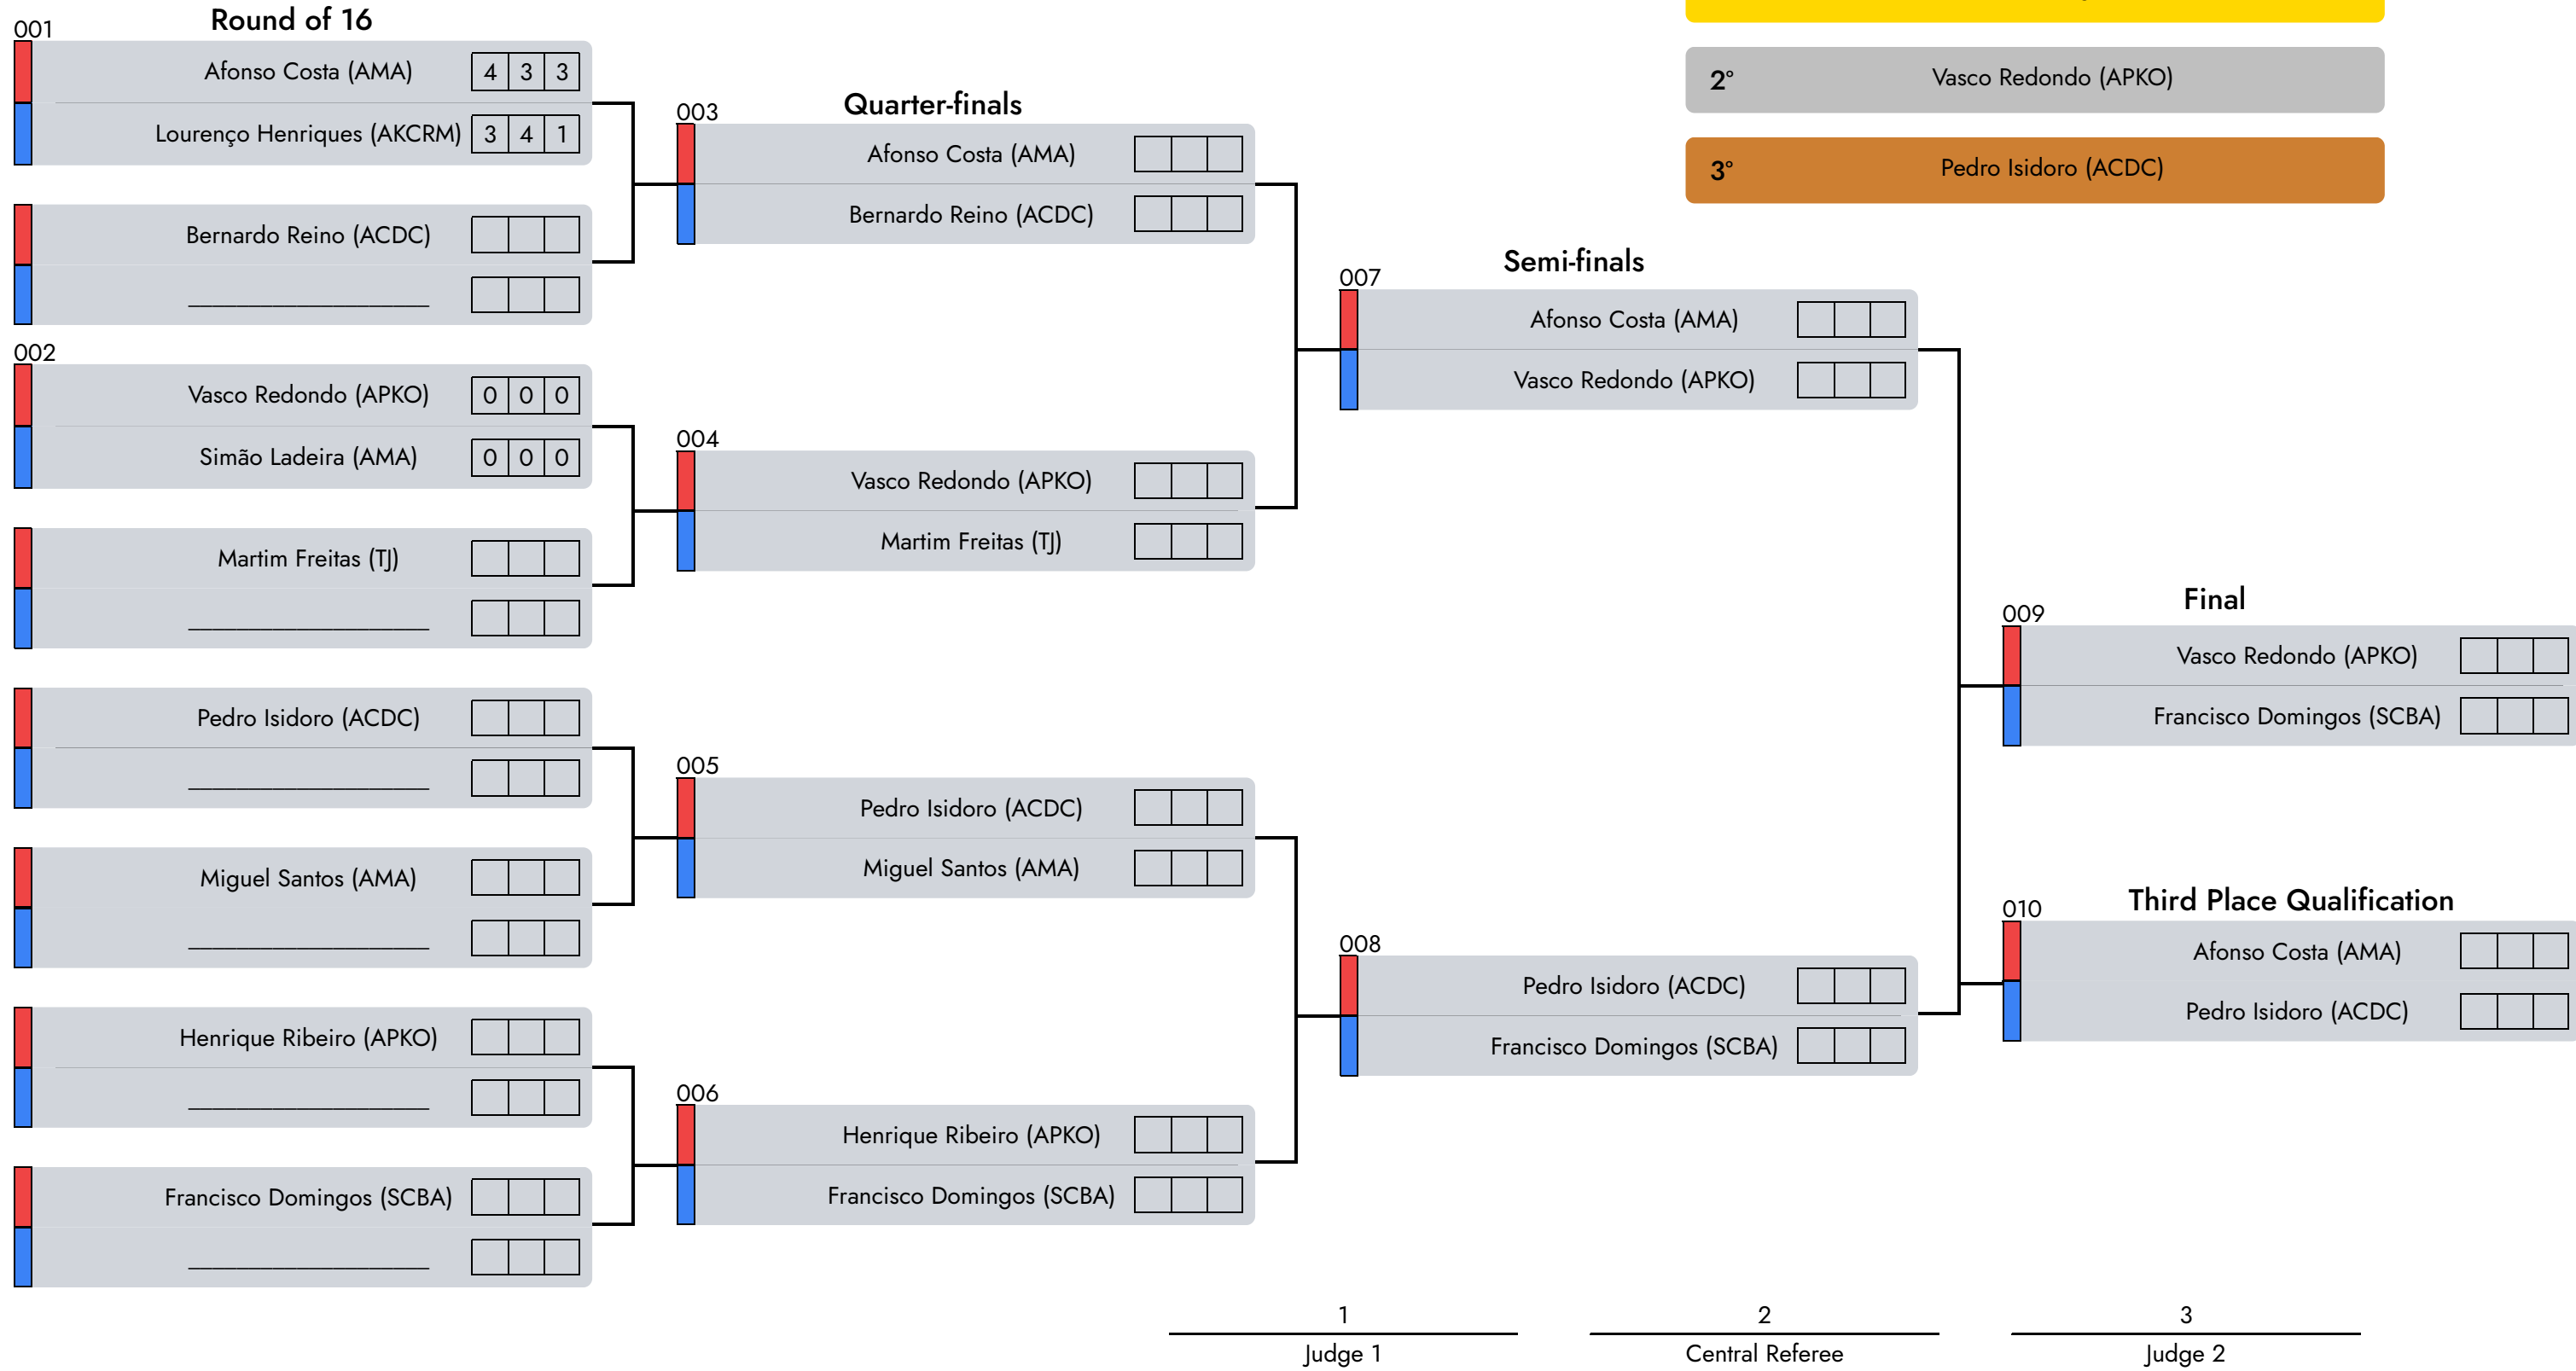 Round of 16
001
Afonso Costa (AMA) 4 3 3
Lourenço Henriques (AKCRM) 3 4 1
Bernardo Reino (ACDC)
002
Vasco Redondo (APKO) 0 0 0
Simão Ladeira (AMA) 0 0 0
Martim Freitas (TJ)
Pedro Isidoro (ACDC)
Miguel Santos (AMA)
Henrique Ribeiro (APKO)
Francisco Domingos (SCBA)
Quarter-finals
003
Afonso Costa (AMA)
Bernardo Reino (ACDC)
004
Vasco Redondo (APKO)
Martim Freitas (TJ)
005
Pedro Isidoro (ACDC)
Miguel Santos (AMA)
006
Henrique Ribeiro (APKO)
Francisco Domingos (SCBA)
Semi-finals
007
Afonso Costa (AMA)
Vasco Redondo (APKO)
008
Pedro Isidoro (ACDC)
Francisco Domingos (SCBA)
2° Vasco Redondo (APKO)
3° Pedro Isidoro (ACDC)
Final
009
Vasco Redondo (APKO)
Francisco Domingos (SCBA)
Third Place Qualification
010
Afonso Costa (AMA)
Pedro Isidoro (ACDC)
1
Judge 1
2
Central Referee
3
Judge 2